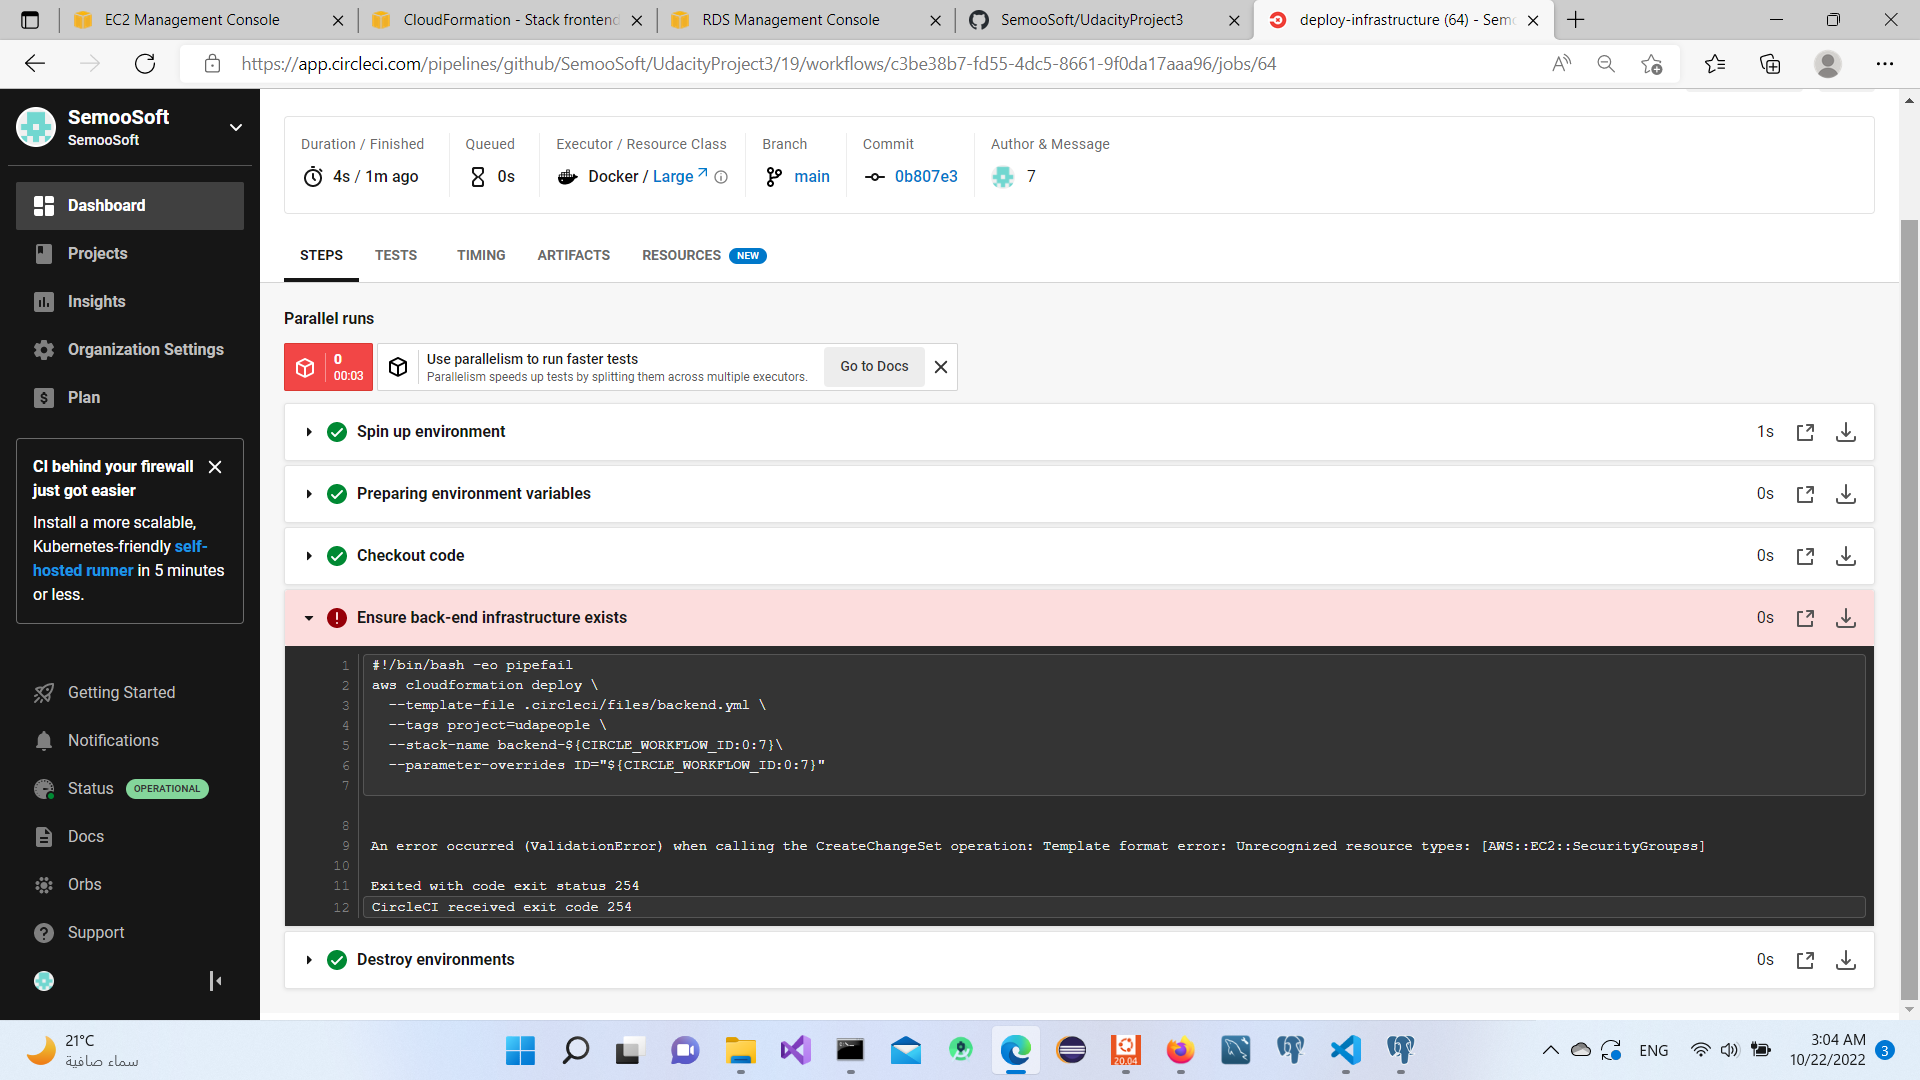 EC2 Management Console
CloudFormation - Stack frontend
RDS Management Console
SemooSoft/UdacityProject3
deploy-infrastructure (64) - Semo
https://app.circleci.com/pipelines/github/SemooSoft/UdacityProject3/19/workflows/c3be38b7-fd55-4dc5-8661-9f0da17aaa96/jobs/64
SemooSoft
SemooSoft
Dashboard
Projects
Insights
Organization Settings
Plan
CI behind your firewall
just got easier
Install a more scalable,
Kubernetes-friendly self-
hosted runner in 5 minutes
or less.
Getting Started
Notifications
Status OPERATIONAL
Docs
Orbs
Support
Duration / Finished
4s / 1m ago
Queued
0s
Executor / Resource Class
Docker / Large
Branch
main
Commit
0b807e3
Author & Message
7
STEPS TESTS TIMING ARTIFACTS RESOURCES NEW
Parallel runs
0
00:03
Use parallelism to run faster tests
Parallelism speeds up tests by splitting them across multiple executors.
Go to Docs
Spin up environment 1s
Preparing environment variables 0s
Checkout code 0s
Ensure back-end infrastructure exists 0s
1 #!/bin/bash -eo pipefail
2 aws cloudformation deploy \
3 --template-file .circleci/files/backend.yml \
4 --tags project=udapeople \
5 --stack-name backend-${CIRCLE_WORKFLOW_ID:0:7}\
6 --parameter-overrides ID="${CIRCLE_WORKFLOW_ID:0:7}"
7
8
9 An error occurred (ValidationError) when calling the CreateChangeSet operation: Template format error: Unrecognized resource types: [AWS::EC2::SecurityGroupss]
10
11 Exited with code exit status 254
12 CircleCI received exit code 254
Destroy environments 0s
21°C
سماء صافية
20.04
ENG
3:04 AM
10/22/2022
3